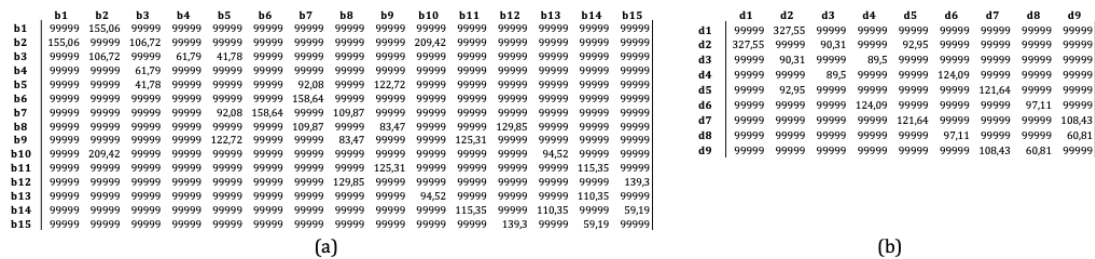 b1 b2 b3 b4 b5 b6 b7 b8 b9 b10 b11 b12 b13 b14 b15
b1 99999 155,06 99999 99999 99999 99999 99999 99999 99999 99999 99999 99999 99999 99999 99999
b2 155,06 99999 106,72 99999 99999 99999 99999 99999 99999 209,42 99999 99999 99999 99999 99999
b3 99999 106,72 99999 61,79 41,78 99999 99999 99999 99999 99999 99999 99999 99999 99999 99999
b4 99999 99999 61,79 99999 99999 99999 99999 99999 99999 99999 99999 99999 99999 99999 99999
b5 99999 99999 41,78 99999 99999 99999 92,08 99999 122,72 99999 99999 99999 99999 99999 99999
b6 99999 99999 99999 99999 99999 99999 158,64 99999 99999 99999 99999 99999 99999 99999 99999
b7 99999 99999 99999 99999 92,08 158,64 99999 109,87 99999 99999 99999 99999 99999 99999 99999
b8 99999 99999 99999 99999 99999 99999 109,87 99999 83,47 99999 99999 129,85 99999 99999 99999
b9 99999 99999 99999 99999 122,72 99999 99999 83,47 99999 99999 125,31 99999 99999 99999 99999
b10 99999 209,42 99999 99999 99999 99999 99999 99999 99999 99999 99999 99999 94,52 99999 99999
b11 99999 99999 99999 99999 99999 99999 99999 99999 125,31 99999 99999 99999 99999 115,35 99999
b12 99999 99999 99999 99999 99999 99999 99999 129,85 99999 99999 99999 99999 99999 99999 139,3
b13 99999 99999 99999 99999 99999 99999 99999 99999 99999 94,52 99999 99999 99999 110,35 99999
b14 99999 99999 99999 99999 99999 99999 99999 99999 99999 99999 115,35 99999 110,35 99999 59,19
b15 99999 99999 99999 99999 99999 99999 99999 99999 99999 99999 99999 139,3 99999 59,19 99999
(a)
d1 d2 d3 d4 d5 d6 d7 d8 d9
d1 99999 327,55 99999 99999 99999 99999 99999 99999 99999
d2 327,55 99999 90,31 99999 92,95 99999 99999 99999 99999
d3 99999 90,31 99999 89,5 99999 99999 99999 99999 99999
d4 99999 99999 89,5 99999 99999 124,09 99999 99999 99999
d5 99999 92,95 99999 99999 99999 99999 121,64 99999 99999
d6 99999 99999 99999 124,09 99999 99999 99999 97,11 99999
d7 99999 99999 99999 99999 121,64 99999 99999 99999 108,43
d8 99999 99999 99999 99999 99999 97,11 99999 99999 60,81
d9 99999 99999 99999 99999 99999 99999 108,43 60,81 99999
(b)